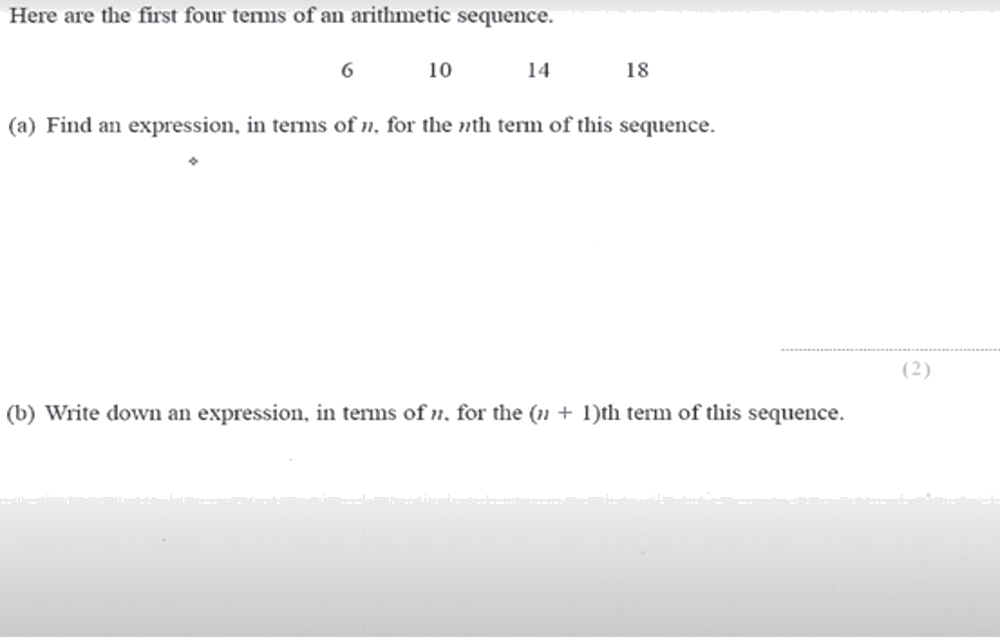 Here are the first four terms of an arithmetic sequence.
6 10 14 18
(a) Find an expression, in terms of n, for the nth term of this sequence.
(2)
(b) Write down an expression, in terms of n, for the (n + 1)th term of this sequence.